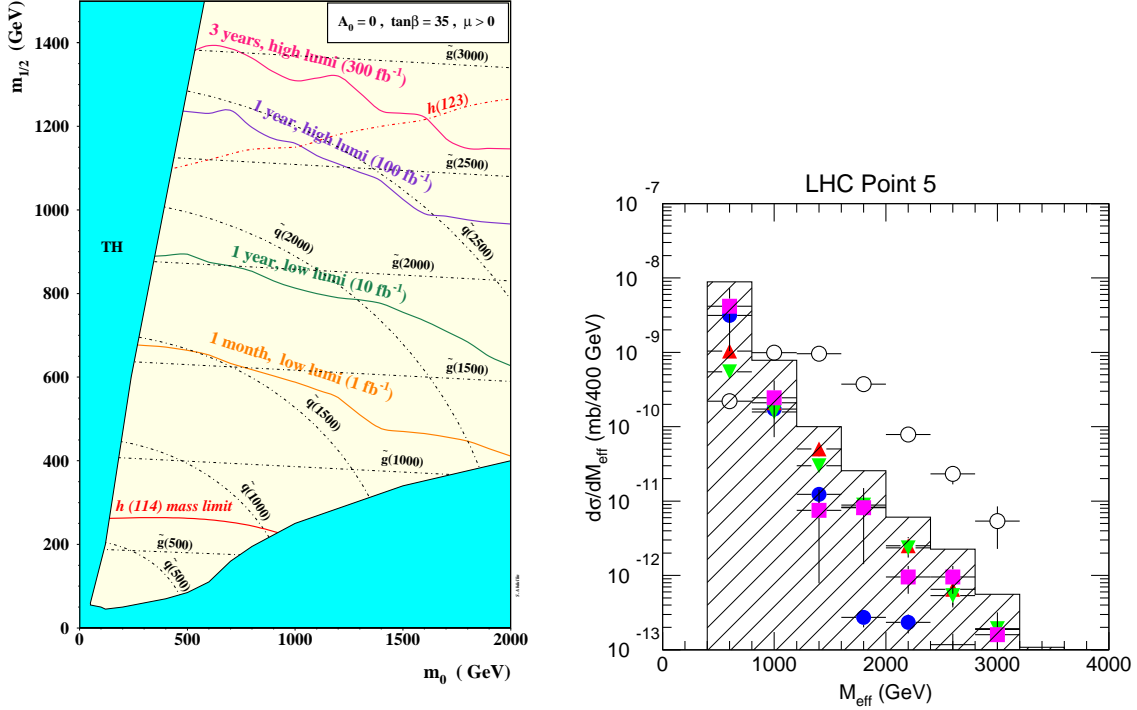 A₀ = 0 , tanβ = 35 , μ > 0
m₁/₂ (GeV)
1400
1200
1000
800
600
400
200
0
0
500
1000
1500
2000
m₀ ( GeV)
TH
3 years, high lumi (300 fb⁻¹)
g̃(3000)
h(123)
1 year, high lumi (100 fb⁻¹)
g̃(2500)
q̃(2500)
q̃(2000)
g̃(2000)
1 year, low lumi (10 fb⁻¹)
1 month, low lumi (1 fb⁻¹)
g̃(1500)
q̃(1500)
g̃(1000)
q̃(1000)
h (114) mass limit
g̃(500)
q̃(500)
LHC Point 5
dσ/dM_eff (mb/400 GeV)
10⁻⁷
10⁻⁸
10⁻⁹
10⁻¹⁰
10⁻¹¹
10⁻¹²
10⁻¹³
0
1000
2000
3000
4000
M_eff (GeV)